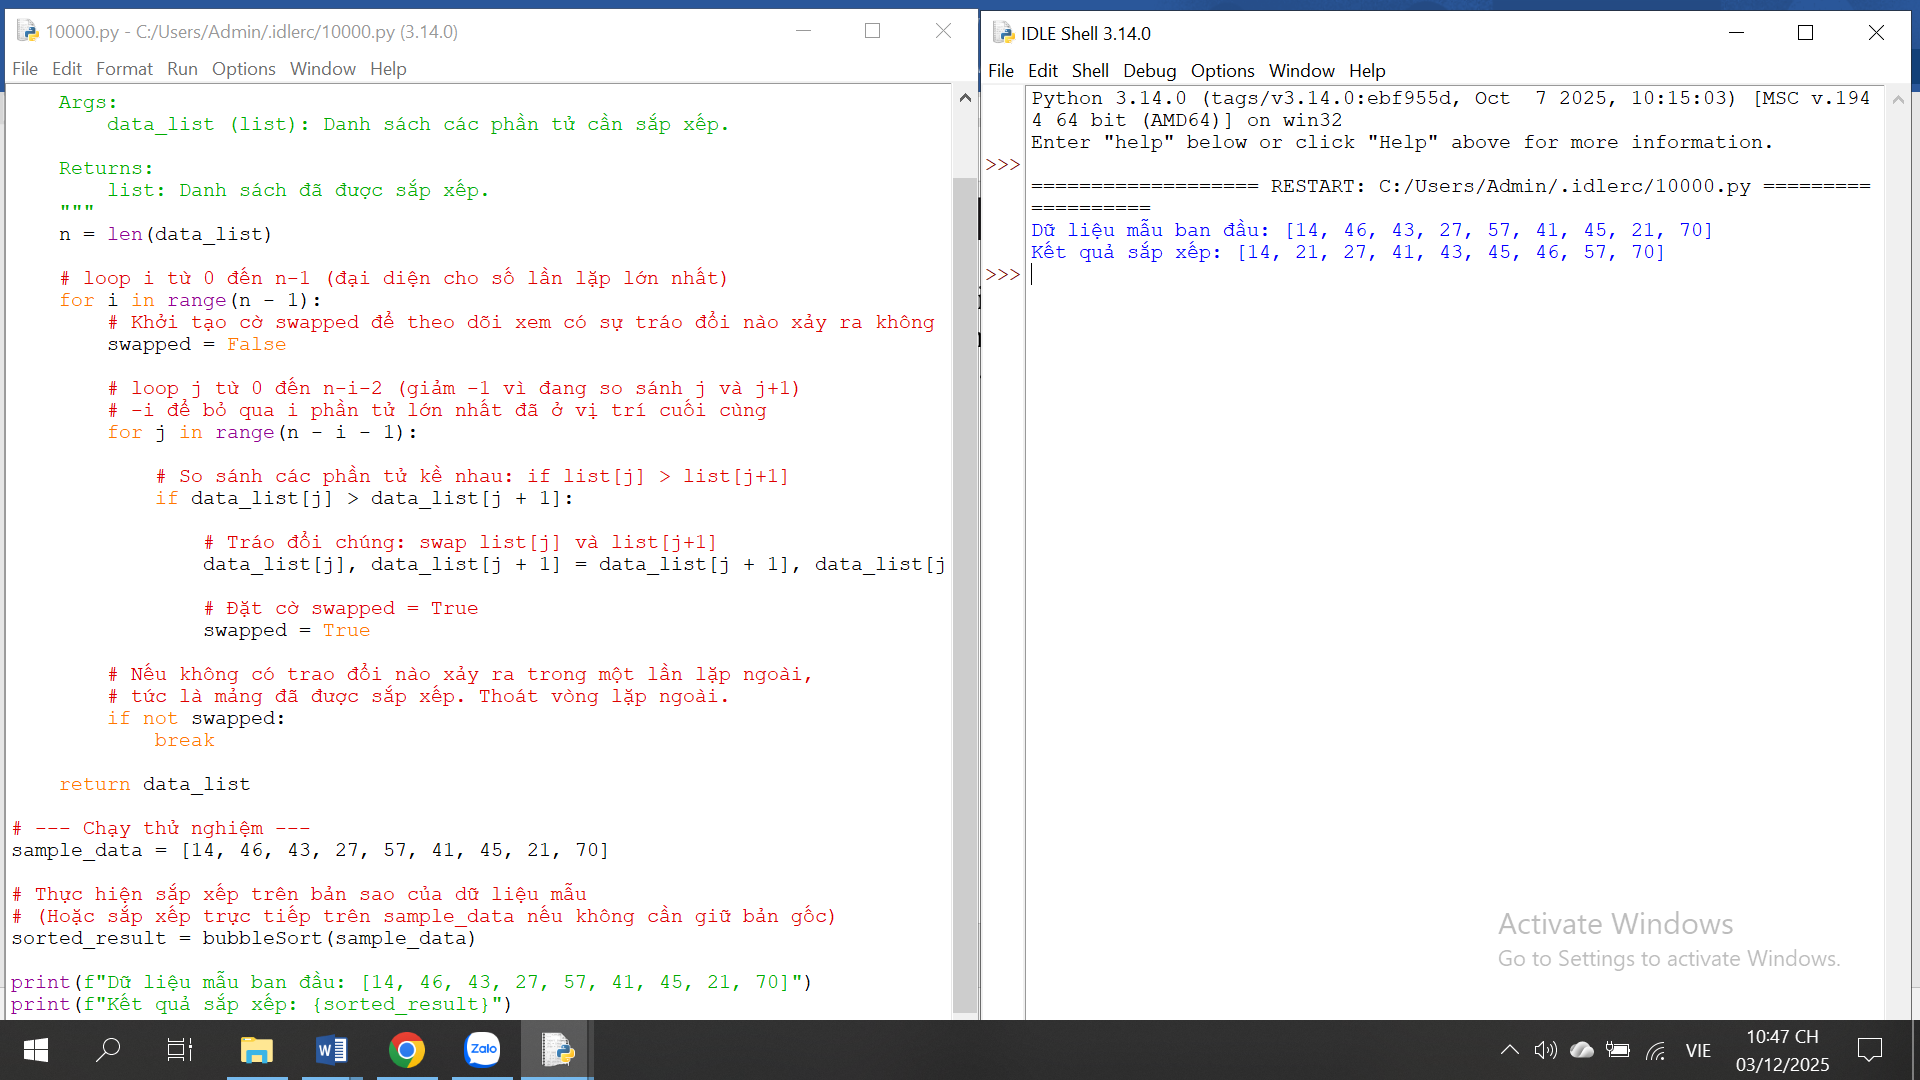 10000.py - C:/Users/Admin/.idlerc/10000.py (3.14.0)
File Edit Format Run Options Window Help
Args:
data_list (list): Danh sách các phần tử cần sắp xếp.
Returns:
list: Danh sách đã được sắp xếp.
"""
n = len(data_list)
# loop i từ 0 đến n-1 (đại diện cho số lần lặp lớn nhất)
for i in range(n - 1):
# Khởi tạo cờ swapped để theo dõi xem có sự tráo đổi nào xảy ra không
swapped = False
# loop j từ 0 đến n-i-2 (giảm -1 vì đang so sánh j và j+1)
# -i để bỏ qua i phần tử lớn nhất đã ở vị trí cuối cùng
for j in range(n - i - 1):
# So sánh các phần tử kề nhau: if list[j] > list[j+1]
if data_list[j] > data_list[j + 1]:
# Tráo đổi chúng: swap list[j] và list[j+1]
data_list[j], data_list[j + 1] = data_list[j + 1], data_list[j
# Đặt cờ swapped = True
swapped = True
# Nếu không có trao đổi nào xảy ra trong một lần lặp ngoài,
# tức là mảng đã được sắp xếp. Thoát vòng lặp ngoài.
if not swapped:
break
return data_list
# --- Chạy thử nghiệm ---
sample_data = [14, 46, 43, 27, 57, 41, 45, 21, 70]
# Thực hiện sắp xếp trên bản sao của dữ liệu mẫu
# (Hoặc sắp xếp trực tiếp trên sample_data nếu không cần giữ bản gốc)
sorted_result = bubbleSort(sample_data)
print(f"Dữ liệu mẫu ban đầu: [14, 46, 43, 27, 57, 41, 45, 21, 70]")
print(f"Kết quả sắp xếp: {sorted_result}")
IDLE Shell 3.14.0
File Edit Shell Debug Options Window Help
Python 3.14.0 (tags/v3.14.0:ebf955d, Oct  7 2025, 10:15:03) [MSC v.194
4 64 bit (AMD64)] on win32
Enter "help" below or click "Help" above for more information.
>>>
=================== RESTART: C:/Users/Admin/.idlerc/10000.py =========
==========
Dữ liệu mẫu ban đầu: [14, 46, 43, 27, 57, 41, 45, 21, 70]
Kết quả sắp xếp: [14, 21, 27, 41, 43, 45, 46, 57, 70]
>>>
Activate Windows
Go to Settings to activate Windows.
Zalo
VIE
10:47 CH
03/12/2025